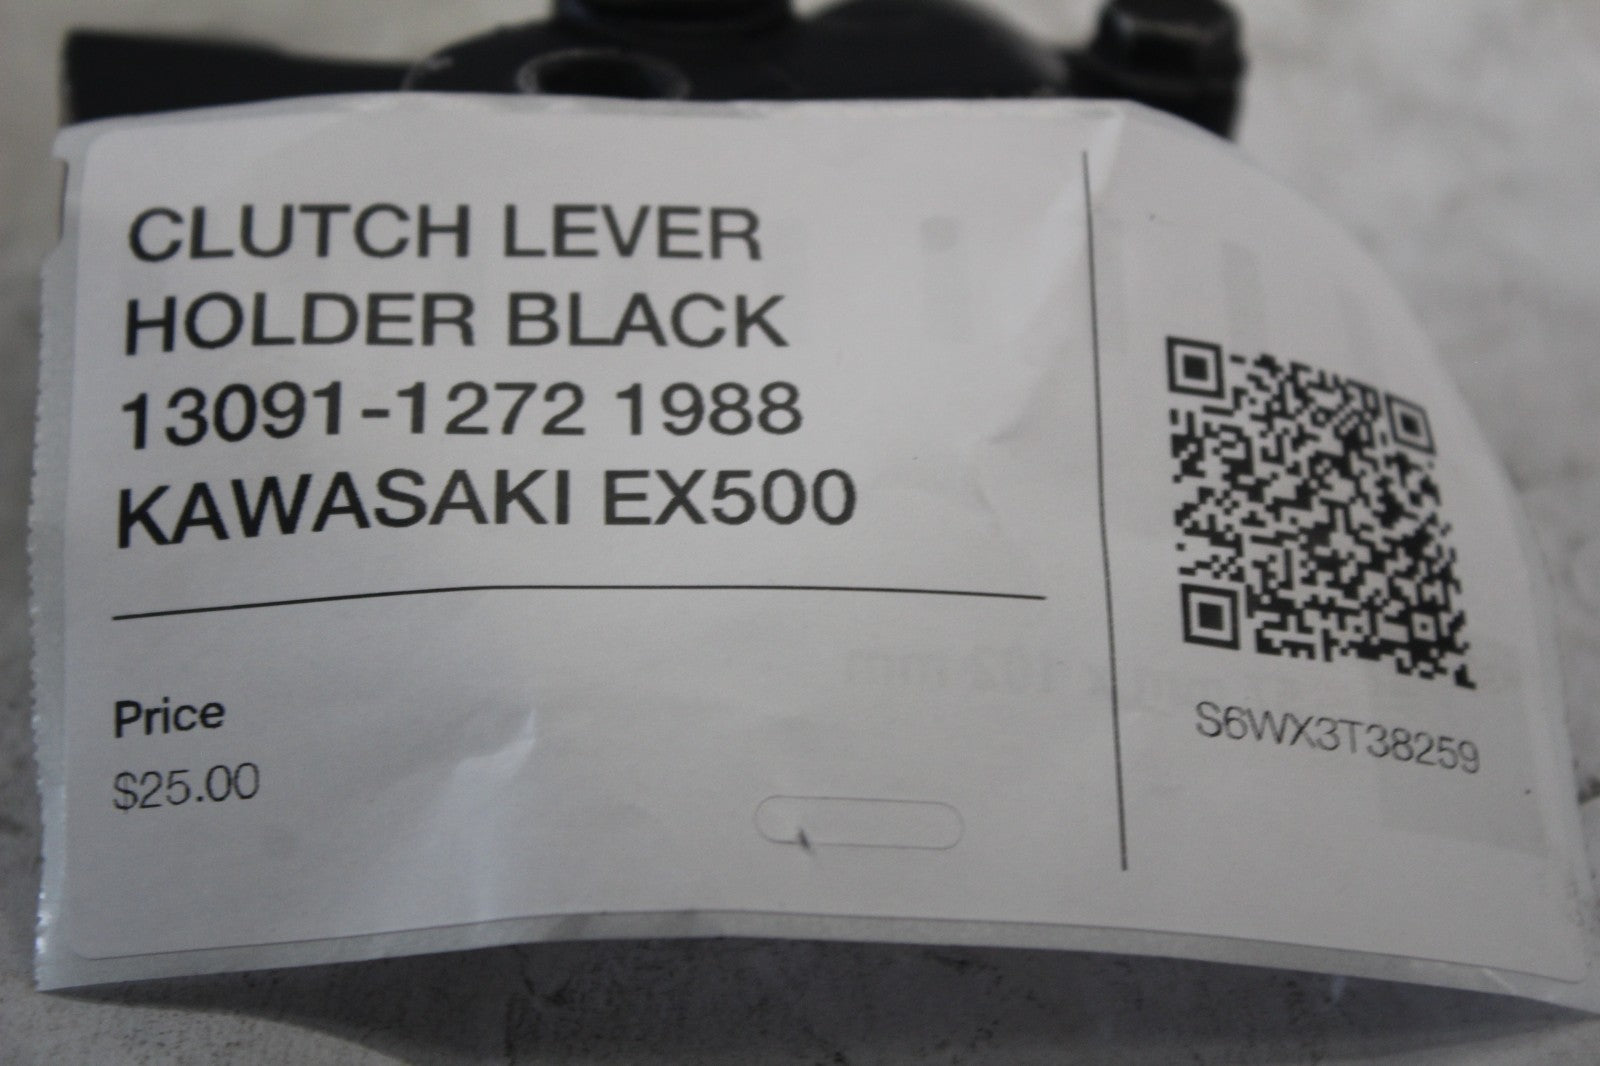 CLUTCH LEVER
HOLDER BLACK
13091-1272 1988
KAWASAKI EX500
Price
$25.00
S6WX3T38259